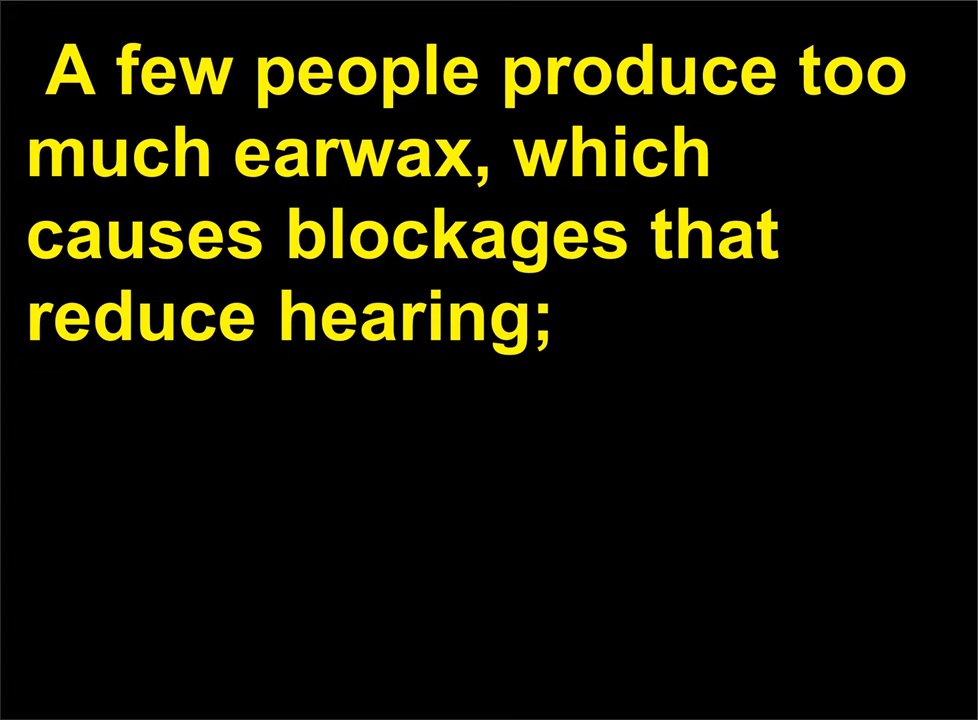 A few people produce too
much earwax, which
causes blockages that
reduce hearing;